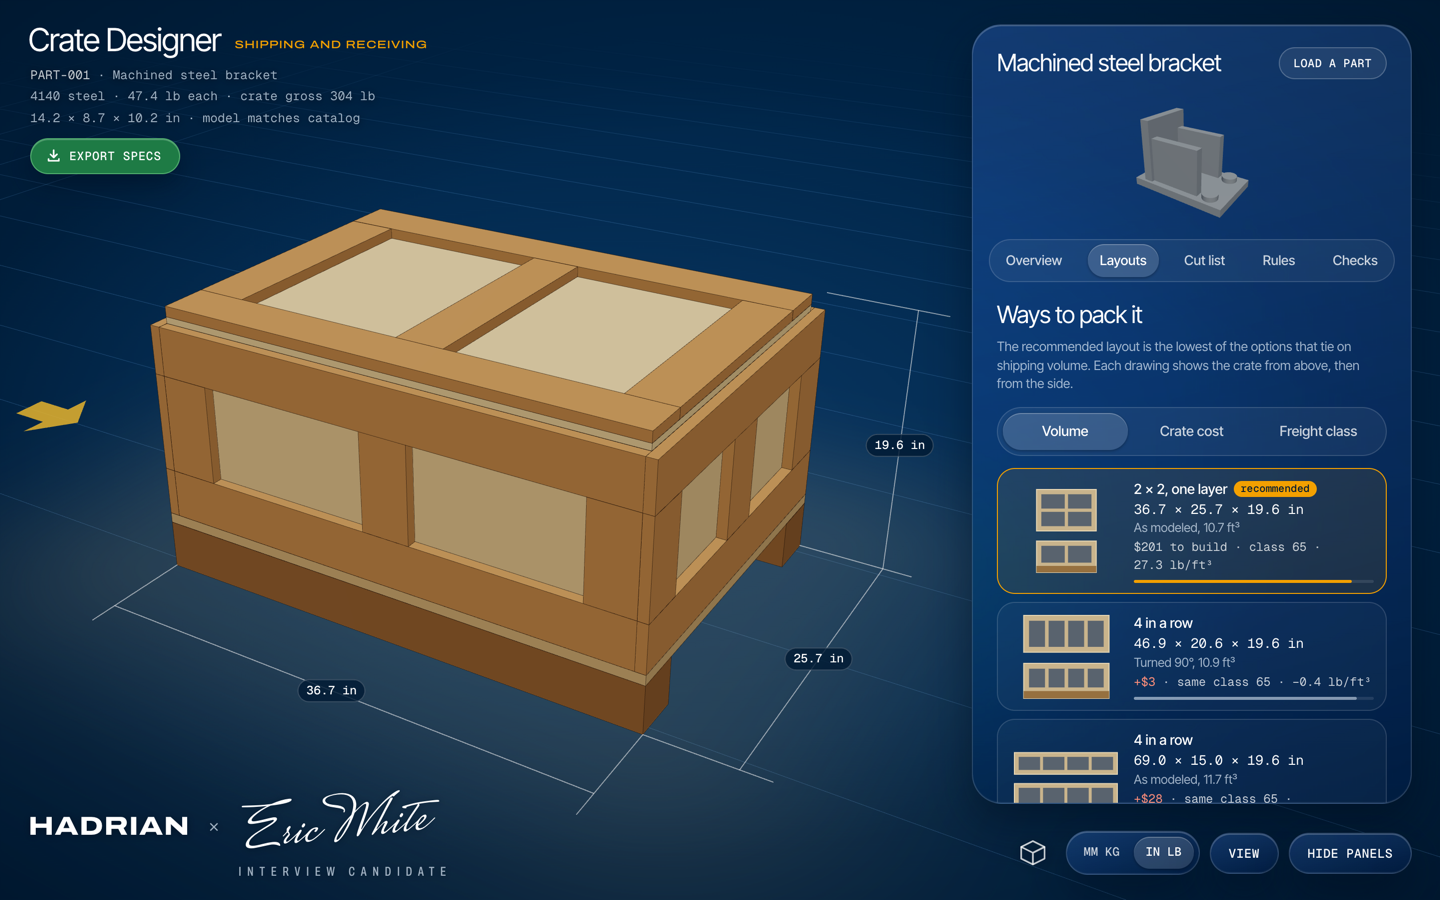 Crate Designer SHIPPING AND RECEIVING
PART-001 · Machined steel bracket
4140 steel · 47.4 lb each · crate gross 304 lb
14.2 × 8.7 × 10.2 in · model matches catalog
EXPORT SPECS
19.6 in
25.7 in
36.7 in
HADRIAN × Eric White
INTERVIEW CANDIDATE
Machined steel bracket
LOAD A PART
Overview Layouts Cut list Rules Checks
Ways to pack it
The recommended layout is the lowest of the options that tie on
shipping volume. Each drawing shows the crate from above, then
from the side.
Volume Crate cost Freight class
2 × 2, one layer recommended
36.7 × 25.7 × 19.6 in
As modeled, 10.7 ft³
$201 to build · class 65 ·
27.3 lb/ft³
4 in a row
46.9 × 20.6 × 19.6 in
Turned 90°, 10.9 ft³
+$3 · same class 65 · −0.4 lb/ft³
4 in a row
69.0 × 15.0 × 19.6 in
As modeled, 11.7 ft³
+$28 · same class 65 ·
MM KG IN LB
VIEW
HIDE PANELS